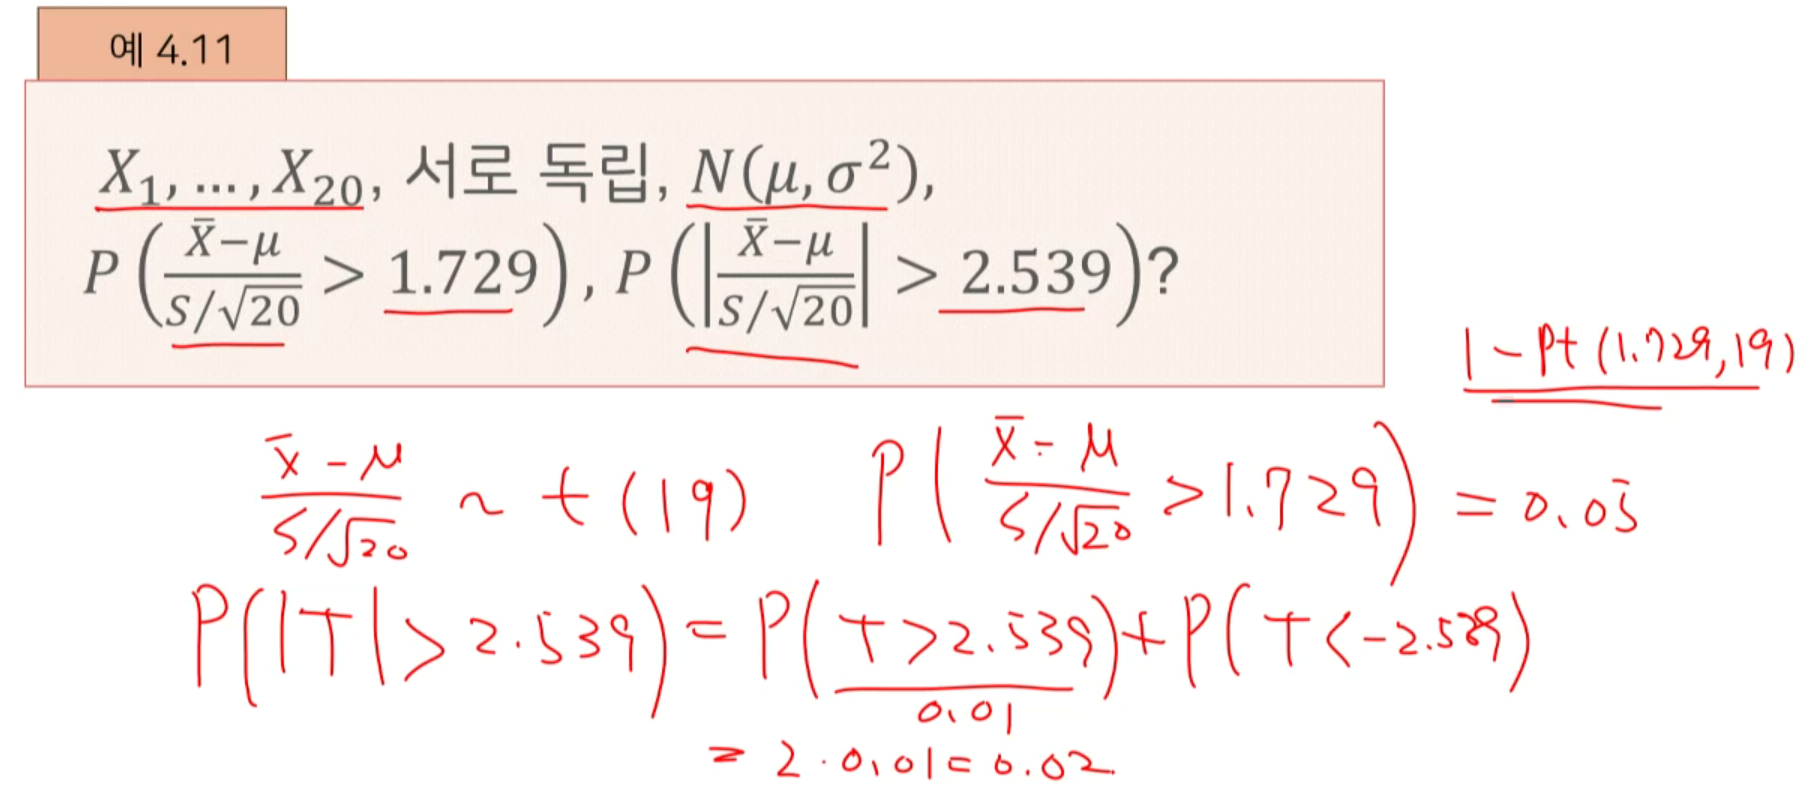 예 4.11
X₁, ..., X₂₀, 서로 독립, N(μ, σ²),
P(X̄−μ / S/√20 > 1.729), P(|X̄−μ / S/√20| > 2.539)?
1 − pt(1.729, 19)
x̄ − μ / S/√20 ~ t(19) P(x̄ − μ / S/√20 > 1.729) = 0.05
P(|T| > 2.539) = P(T > 2.539) + P(T < −2.539)
0.01
= 2 · 0.01 = 0.02